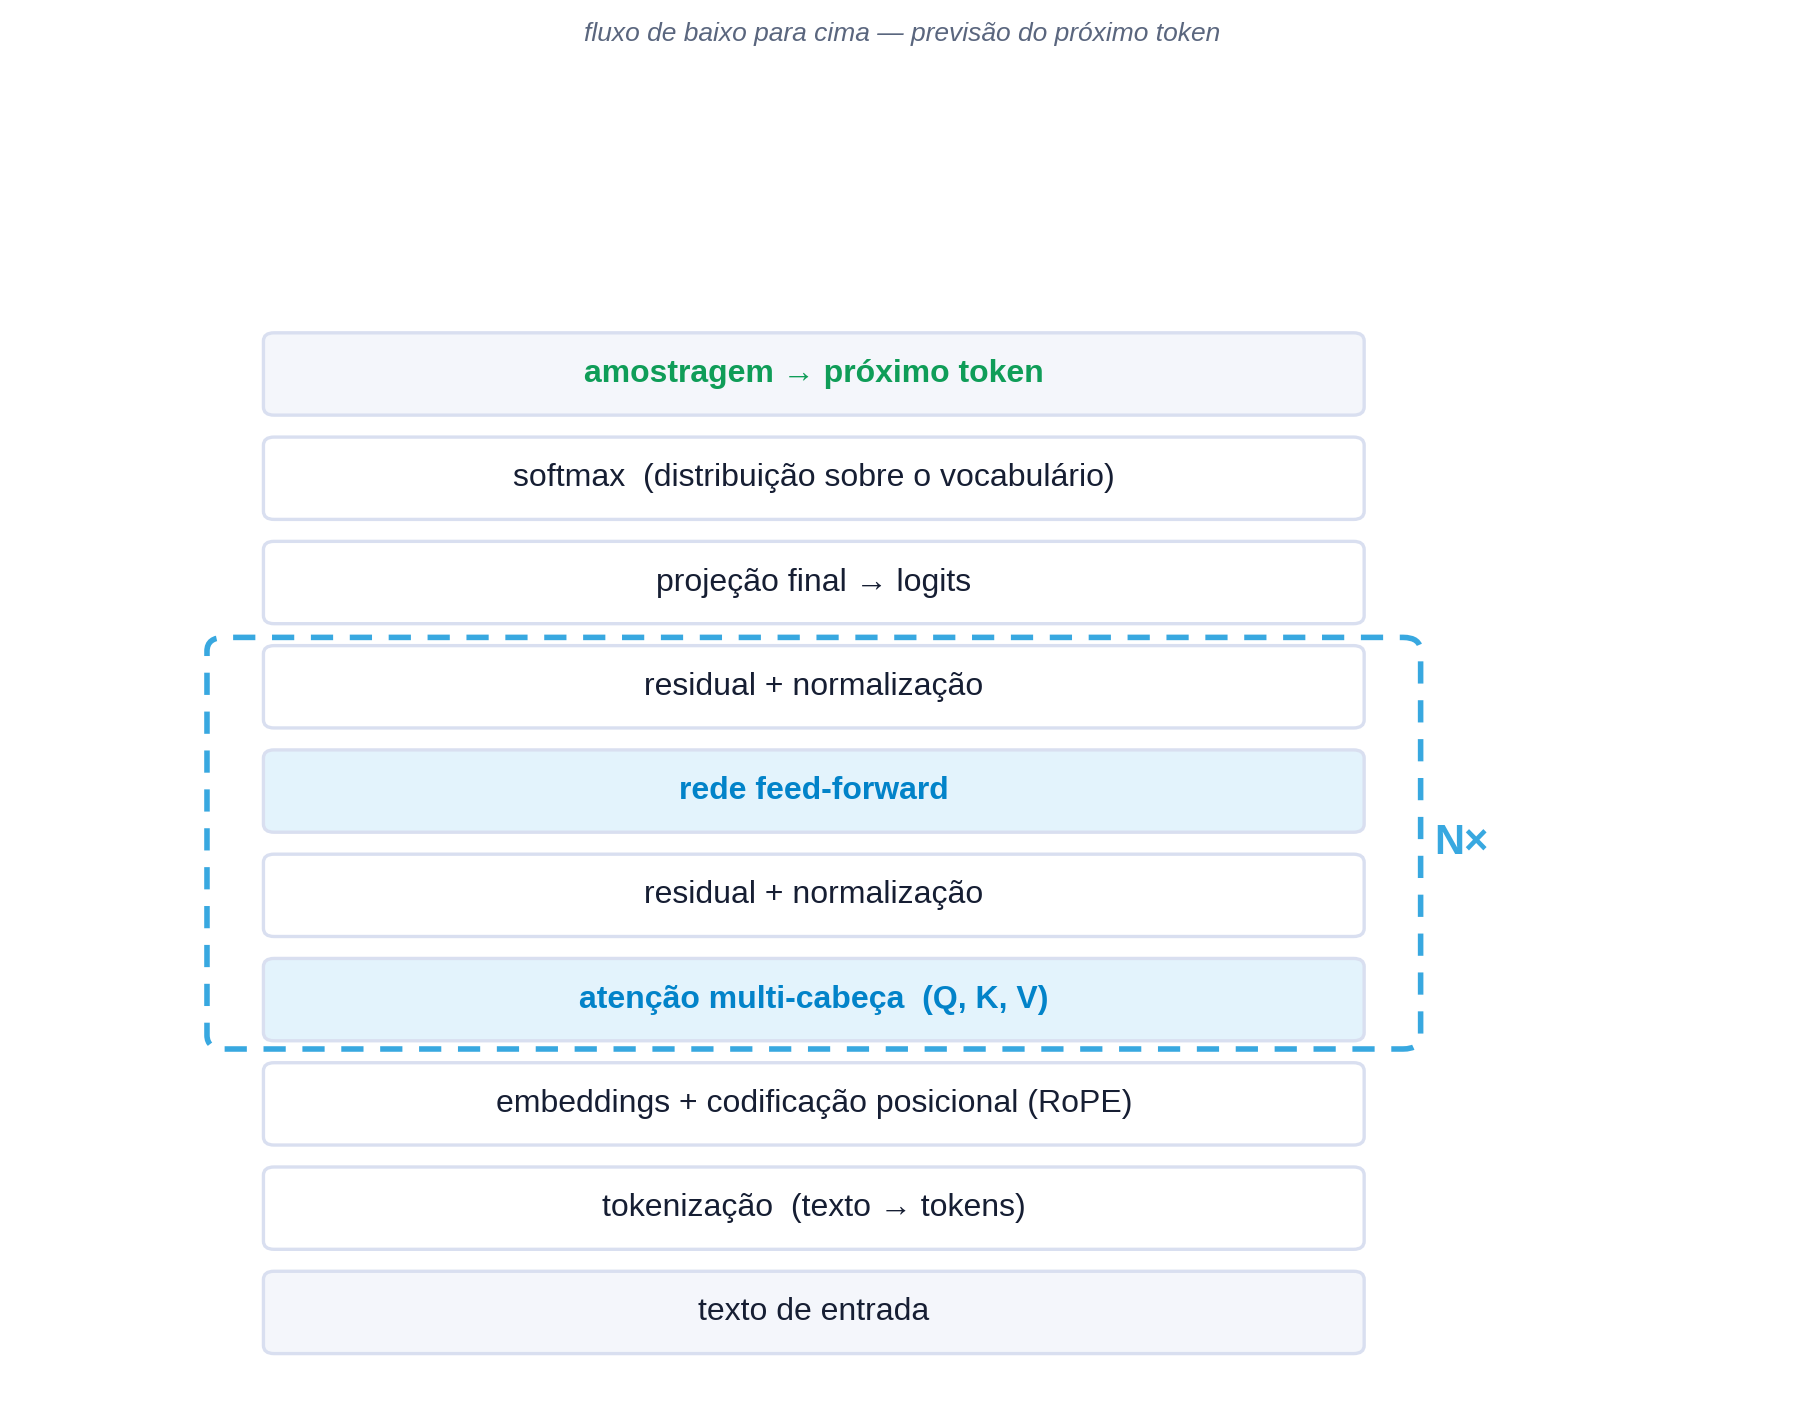 fluxo de baixo para cima — previsão do próximo token
amostragem → próximo token
softmax (distribuição sobre o vocabulário)
projeção final → logits
residual + normalização
rede feed-forward
N×
residual + normalização
atenção multi-cabeça (Q, K, V)
embeddings + codificação posicional (RoPE)
tokenização (texto → tokens)
texto de entrada